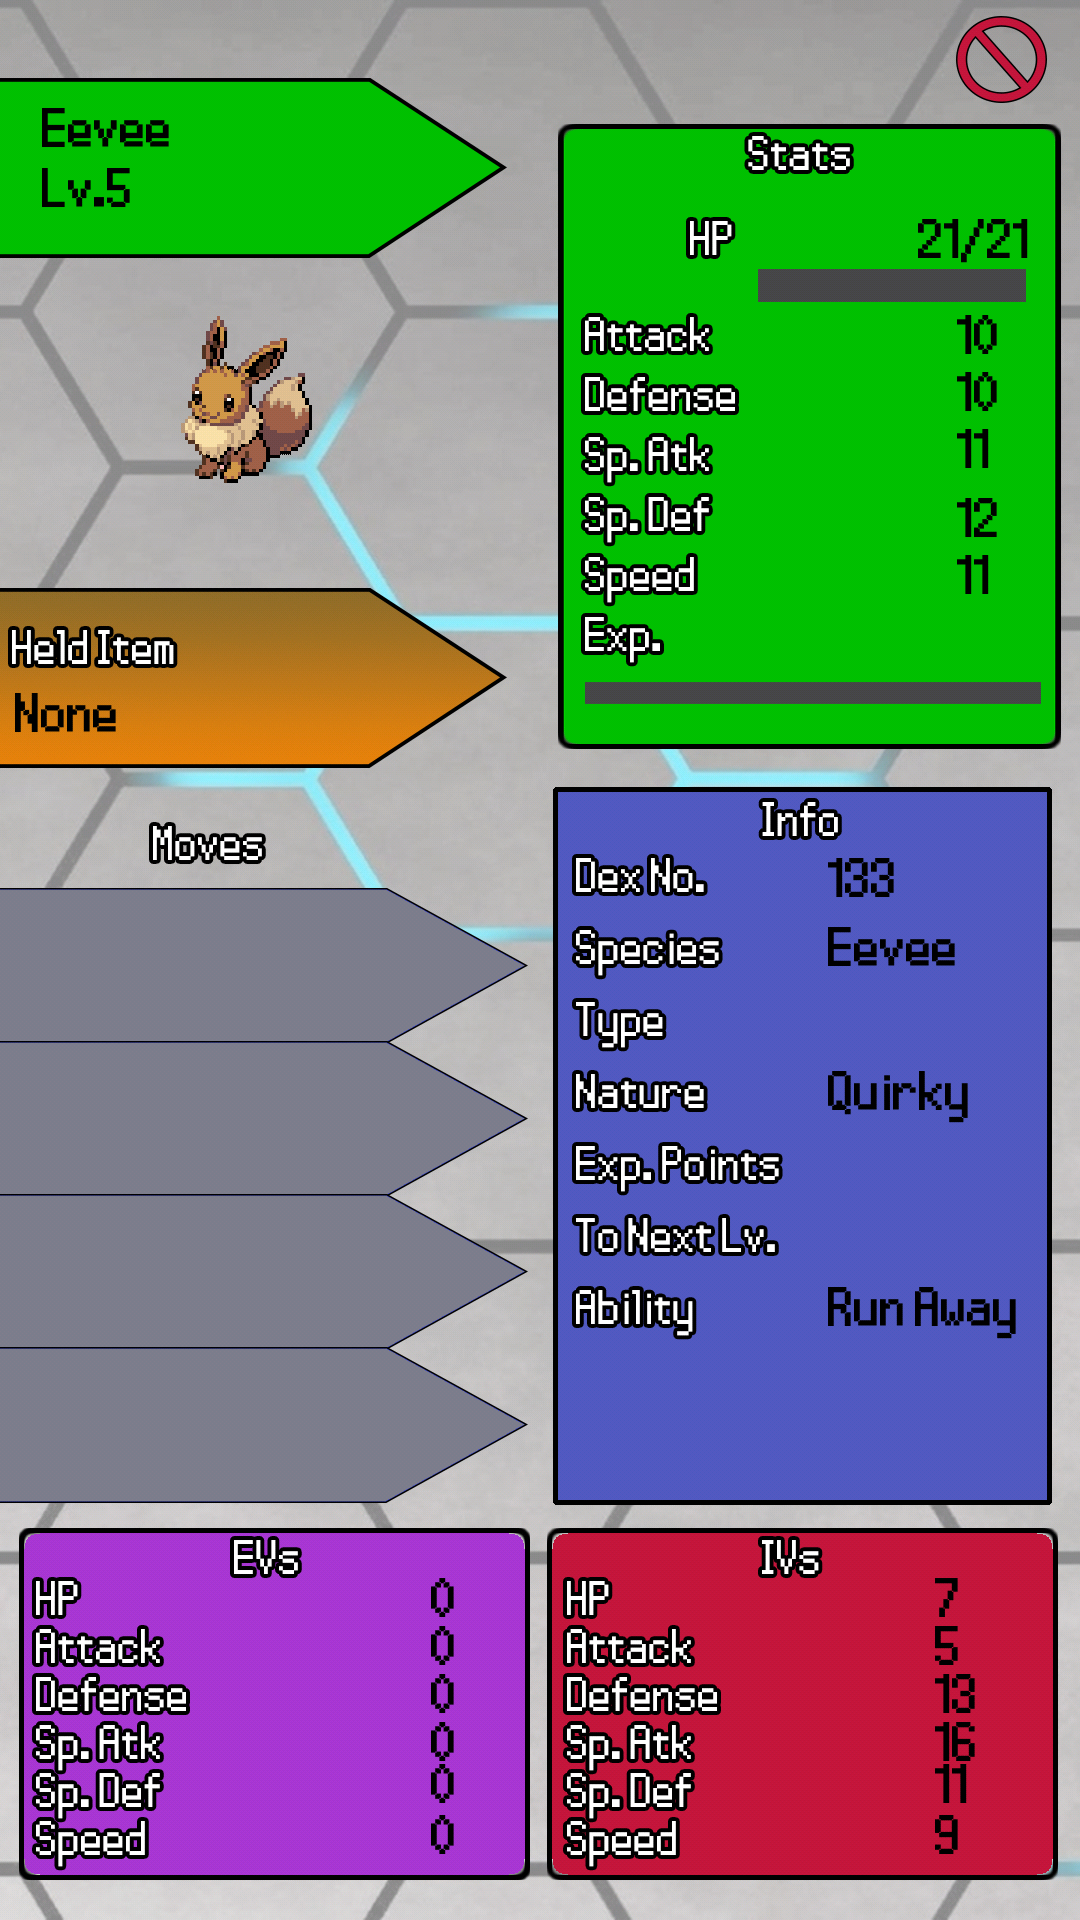 Eevee
Lv.5
Stats
HP 21/21
Attack 10
Defense 10
Sp. Atk 11
Sp. Def 12
Speed 11
Exp.
Held Item
None
Moves
Info
Dex No. 133
Species Eevee
Type
Nature Quirky
Exp. Points
To Next Lv.
Ability Run Away
EVs
HP 0
Attack 0
Defense 0
Sp. Atk 0
Sp. Def 0
Speed 0
IVs
HP 7
Attack 5
Defense 13
Sp. Atk 16
Sp. Def 11
Speed 9